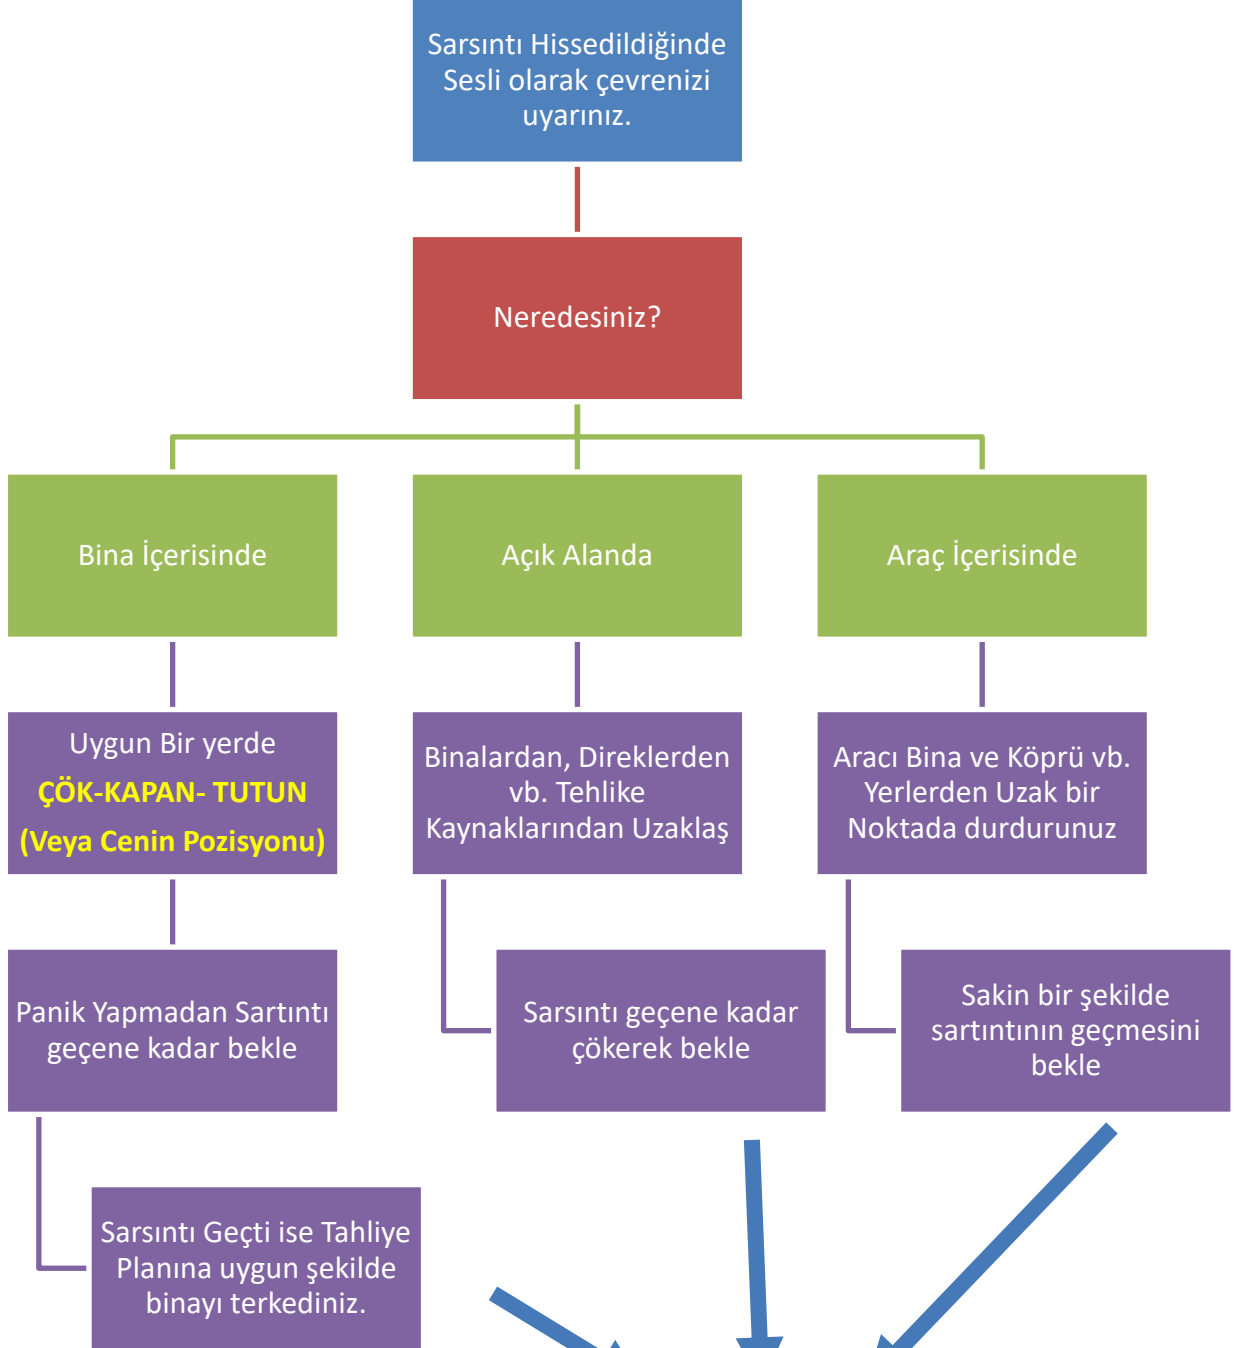 Sarsıntı Hissedildiğinde
Sesli olarak çevrenizi
uyarınız.
Neredesiniz?
Bina İçerisinde
Açık Alanda
Araç İçerisinde
Uygun Bir yerde
ÇÖK-KAPAN- TUTUN
(Veya Cenin Pozisyonu)
Binalardan, Direklerden
vb. Tehlike
Kaynaklarından Uzaklaş
Aracı Bina ve Köprü vb.
Yerlerden Uzak bir
Noktada durdurunuz
Panik Yapmadan Sartıntı
geçene kadar bekle
Sarsıntı geçene kadar
çökerek bekle
Sakin bir şekilde
sartıntının geçmesini
bekle
Sarsıntı Geçti ise Tahliye
Planına uygun şekilde
binayı terkediniz.